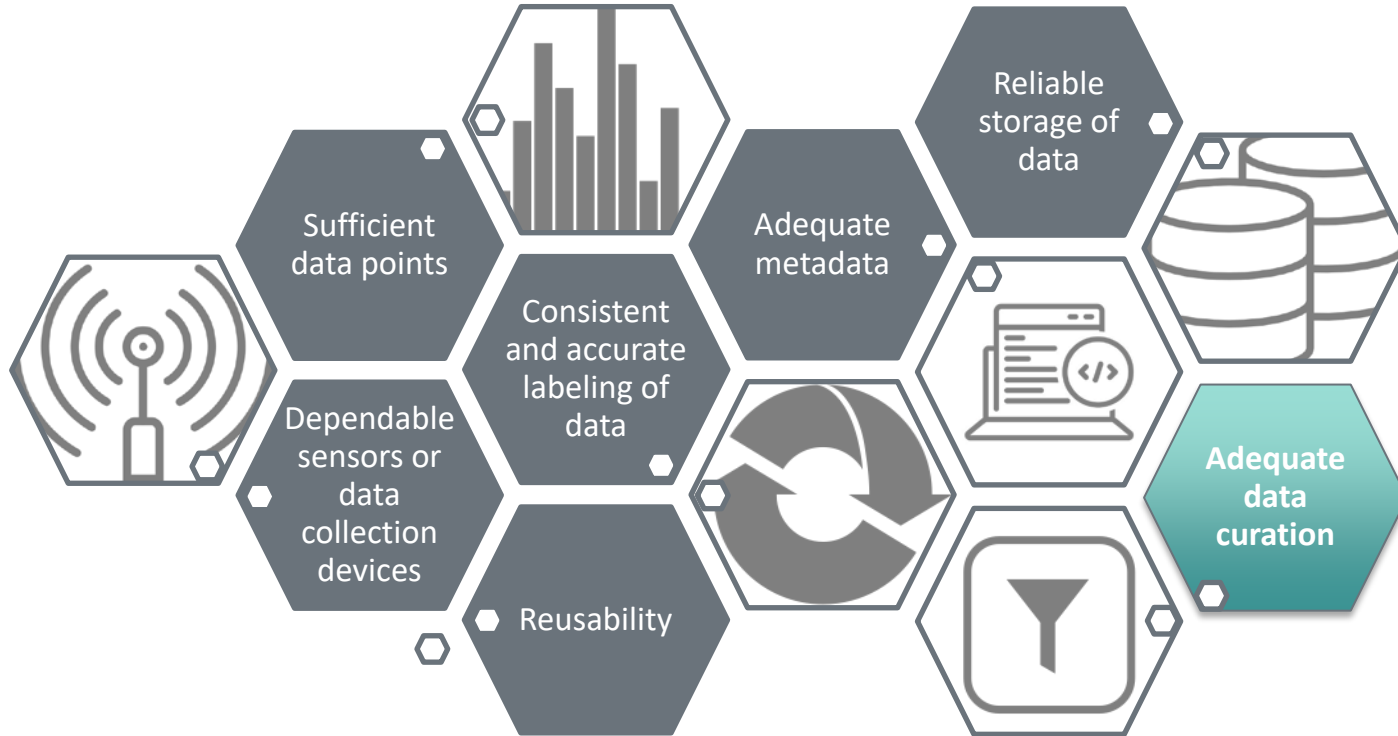 Reliable
storage of
data
Sufficient
data points
Adequate
metadata
Consistent
and accurate
labeling of
data
</>
Dependable
sensors or
data
collection
devices
Adequate
data
curation
Reusability